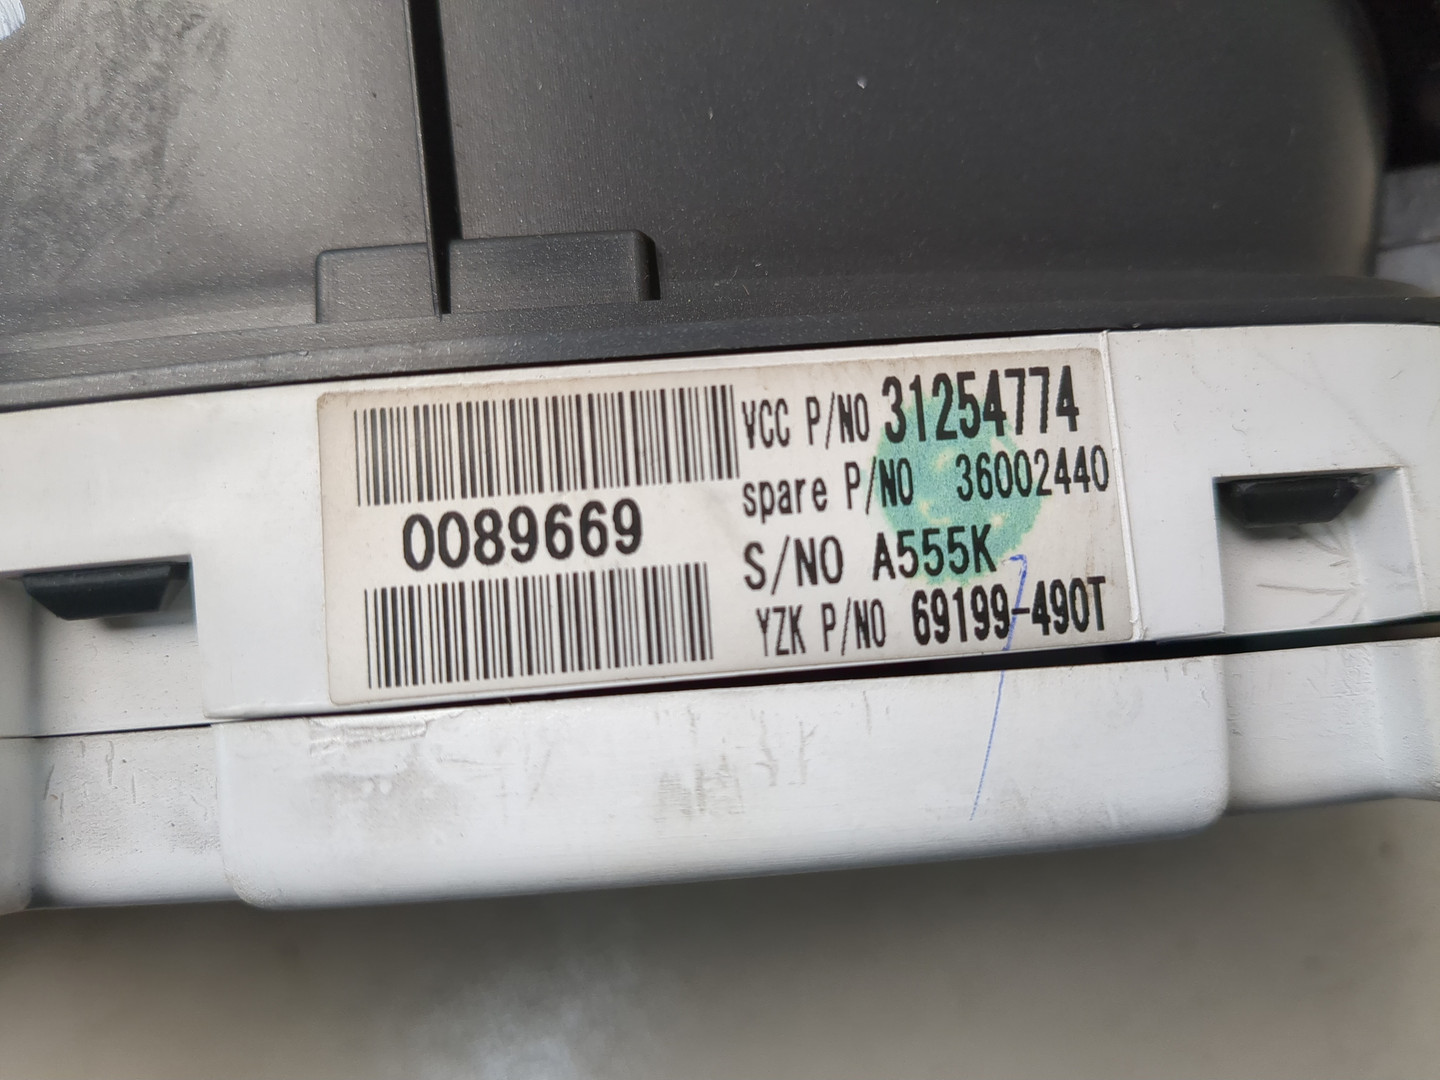 0089669
VCC P/NO 31254774
spare P/NO 36002440
S/NO A555K
YZK P/NO 69199-490T